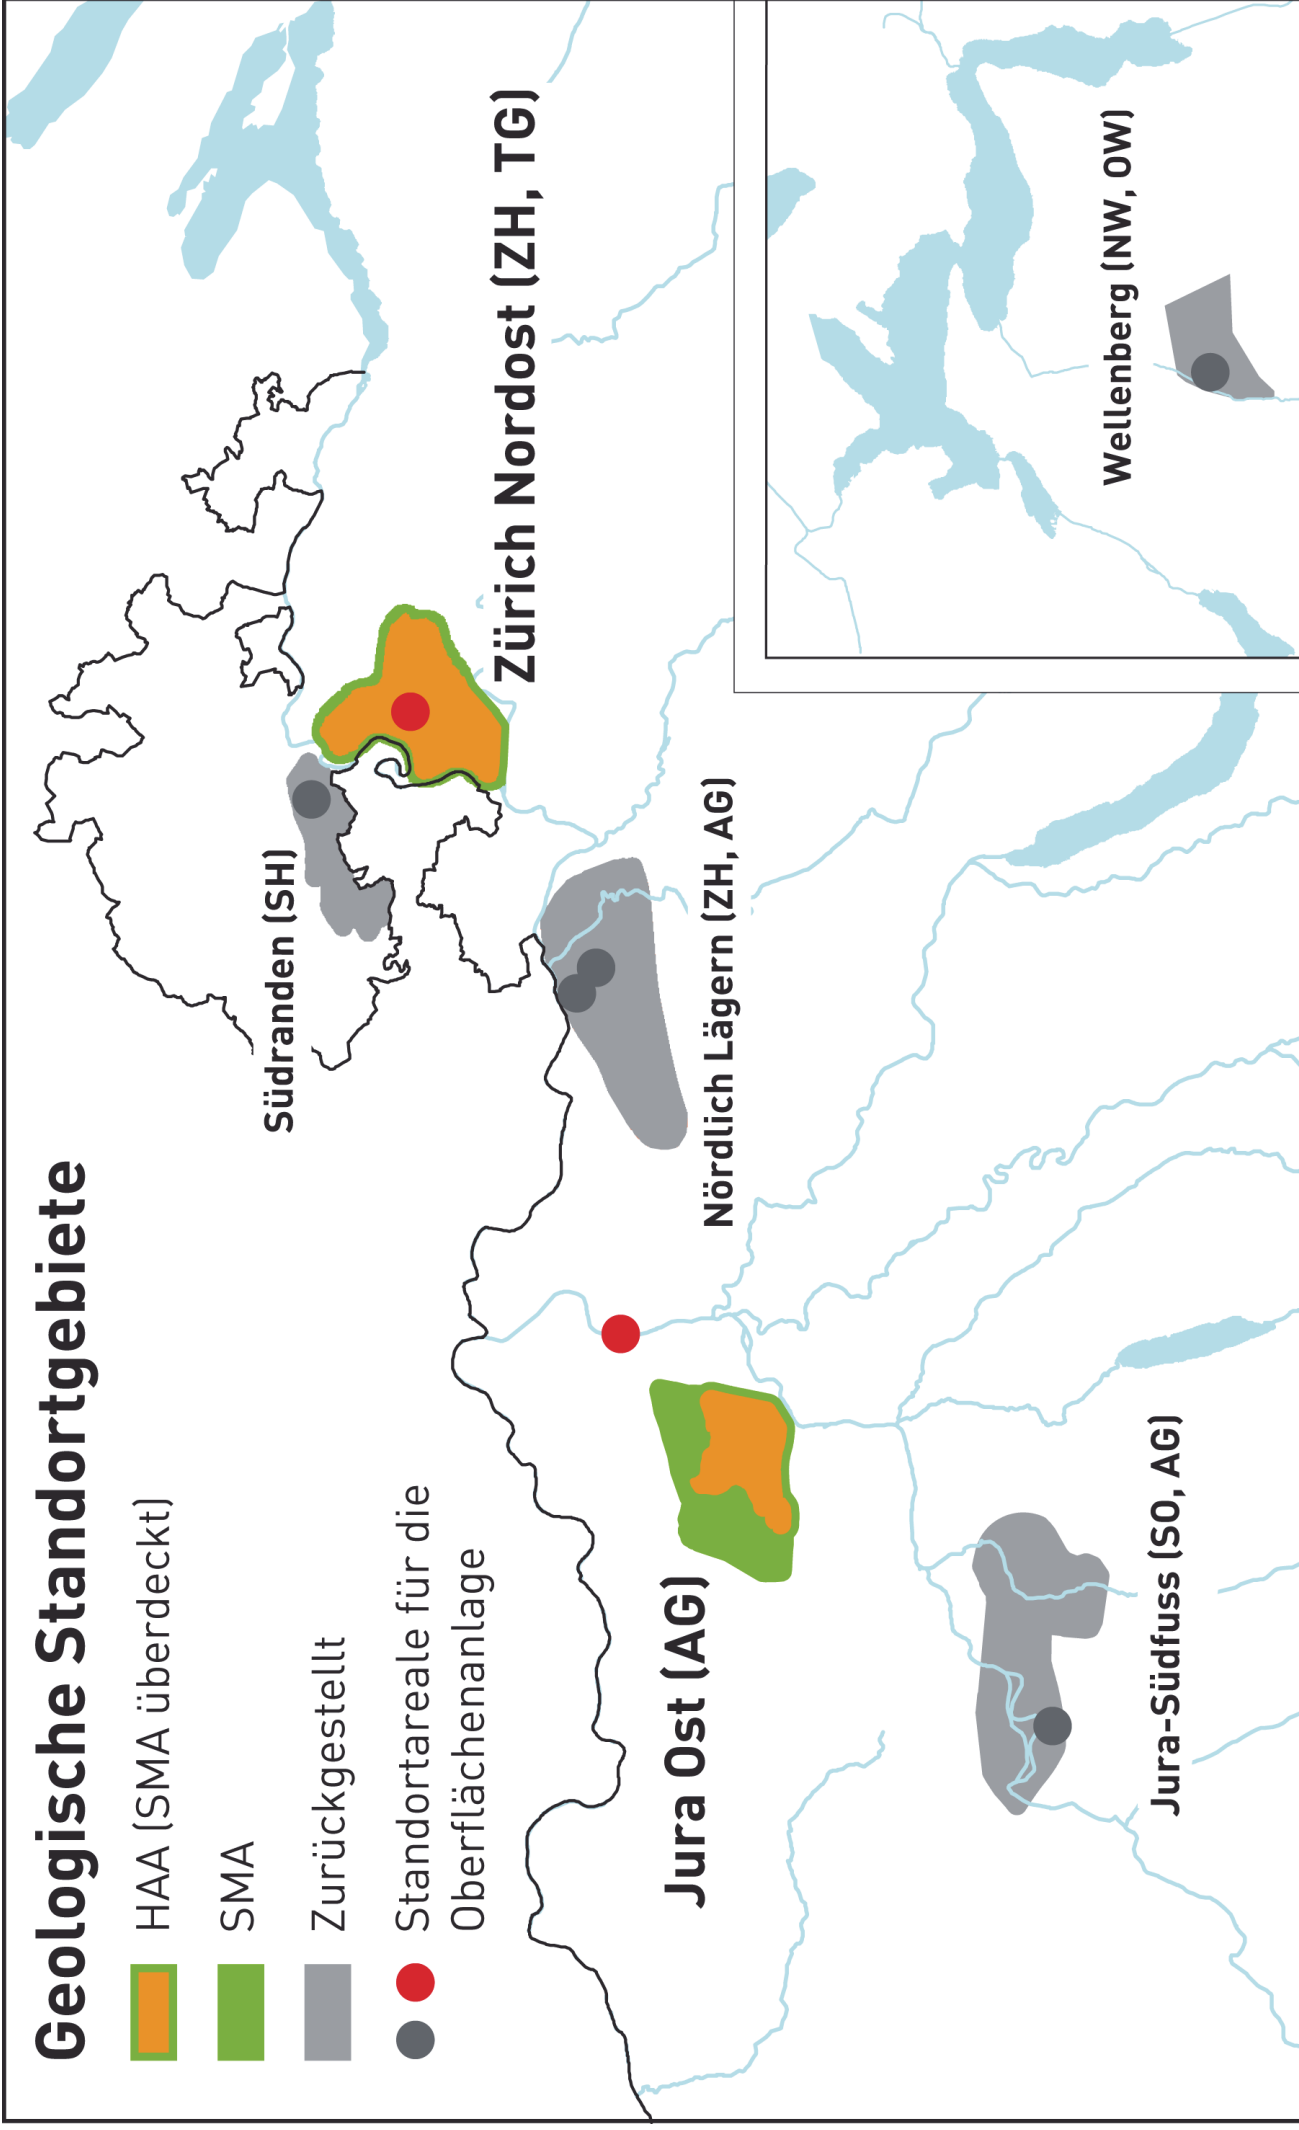 Geologische Standortgebiete
HAA (SMA überdeckt)
SMA
Zurückgestellt
Standortareale für die
Oberflächenanlage
Südranden (SH)
Zürich Nordost (ZH, TG)
Nördlich Lägern (ZH, AG)
Jura Ost (AG)
Jura-Südfuss (SO, AG)
Wellenberg (NW, OW)